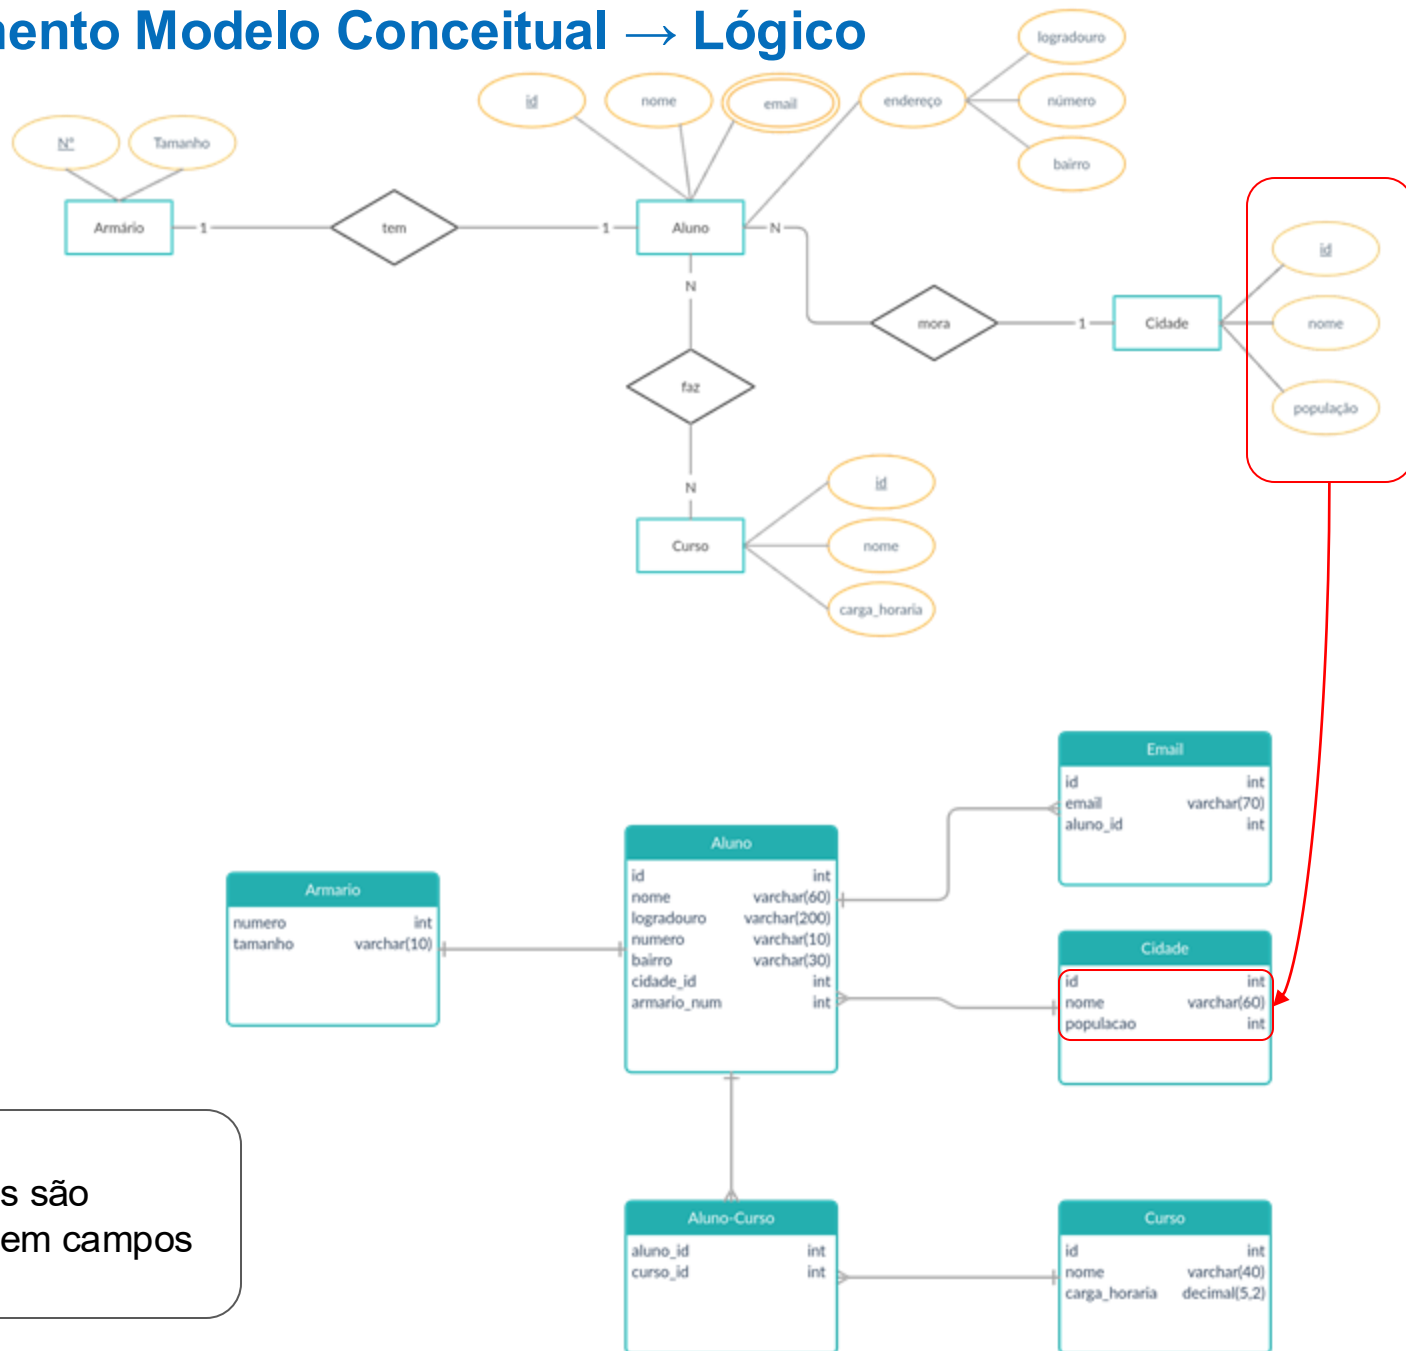 mento Modelo Conceitual → Lógico
logradouro
id
nome
email
endereço
número
Nº
Tamanho
bairro
Armário
1
tem
1
Aluno
N
id
N
mora
1
Cidade
nome
faz
população
N
id
Curso
nome
carga_horaria
Email
id int
email varchar(70)
aluno_id int
Aluno
id int
nome varchar(60)
logradouro varchar(200)
numero varchar(10)
bairro varchar(30)
cidade_id int
armario_num int
Armario
numero int
tamanho varchar(10)
Cidade
id int
nome varchar(60)
populacao int
s são
em campos
Aluno-Curso
aluno_id int
curso_id int
Curso
id int
nome varchar(40)
carga_horaria decimal(5,2)